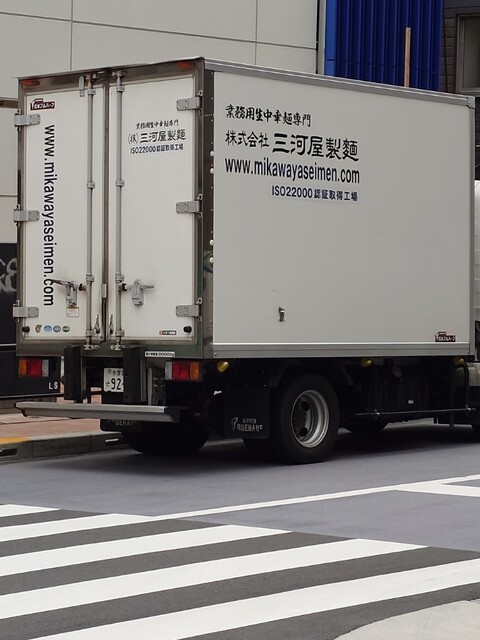 業務用生中華麺専門
株式会社 三河屋製麺
www.mikawayaseimen.com
ISO22000認証取得工場
www.mikawayaseimen.com
業務用生中華麺専門
(株)三河屋製麺
ISO22000認証取得工場
92
LS